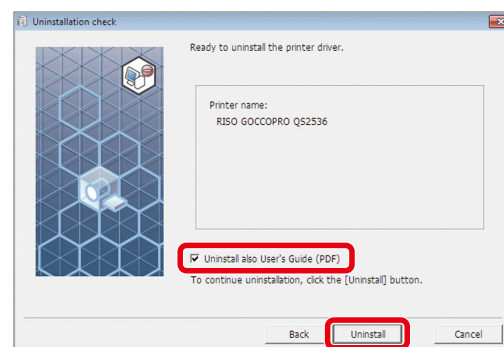 Uninstallation check
Ready to uninstall the printer driver.
Printer name:
RISO GOCCOPRO QS2536
Uninstall also User's Guide (PDF)
To continue uninstallation, click the [Uninstall] button.
Back Uninstall Cancel